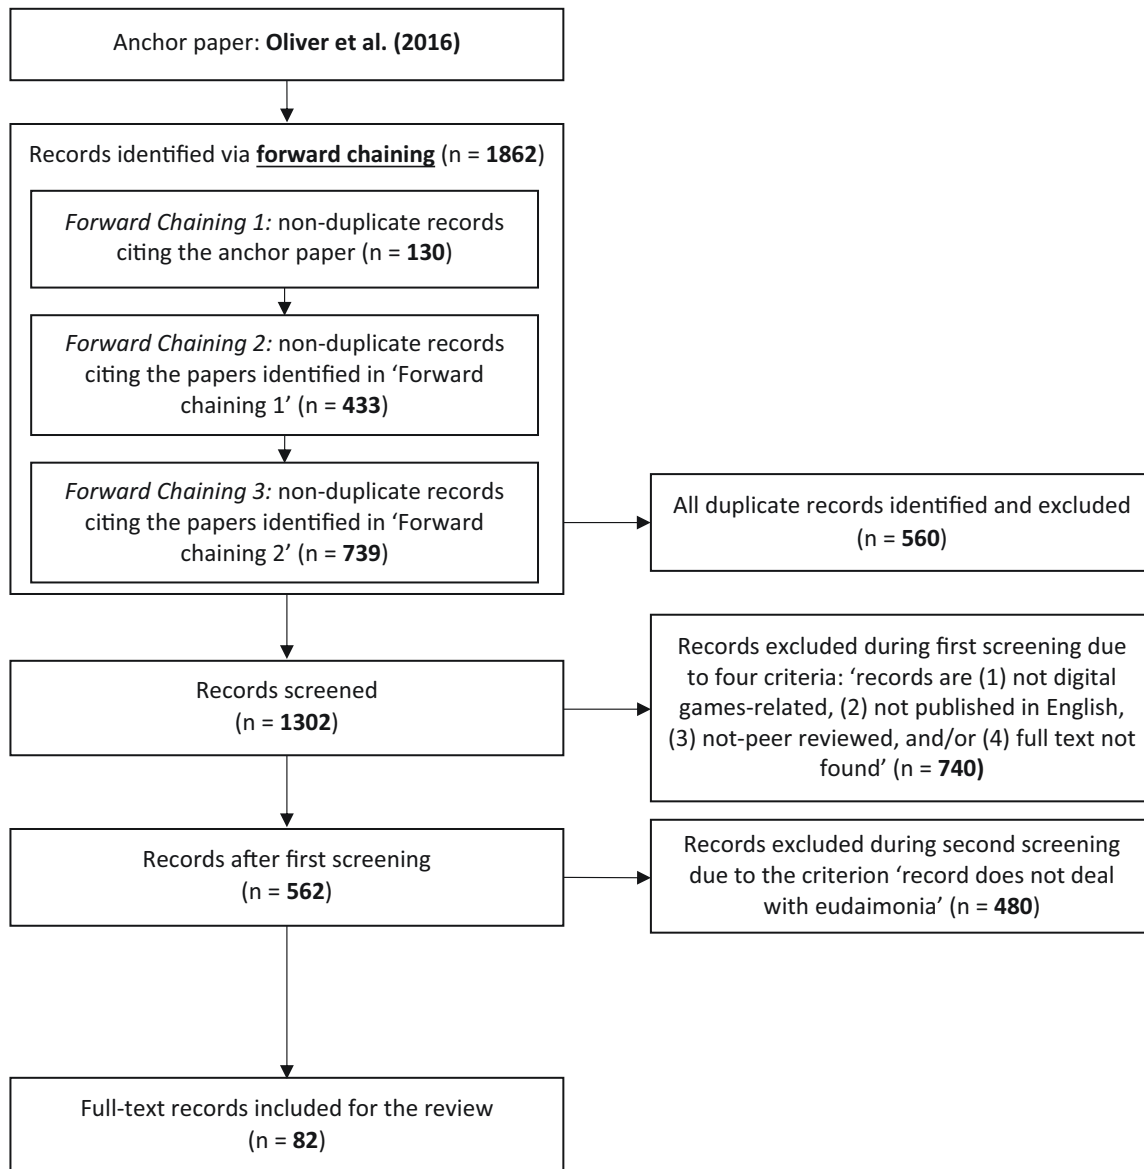 Anchor paper: Oliver et al. (2016)
Records identified via forward chaining (n = 1862)
Forward Chaining 1: non-duplicate records
citing the anchor paper (n = 130)
Forward Chaining 2: non-duplicate records
citing the papers identified in ‘Forward
chaining 1’ (n = 433)
Forward Chaining 3: non-duplicate records
citing the papers identified in ‘Forward
chaining 2’ (n = 739)
All duplicate records identified and excluded
(n = 560)
Records screened
(n = 1302)
Records excluded during first screening due
to four criteria: ‘records are (1) not digital
games-related, (2) not published in English,
(3) not-peer reviewed, and/or (4) full text not
found’ (n = 740)
Records after first screening
(n = 562)
Records excluded during second screening
due to the criterion ‘record does not deal
with eudaimonia’ (n = 480)
Full-text records included for the review
(n = 82)